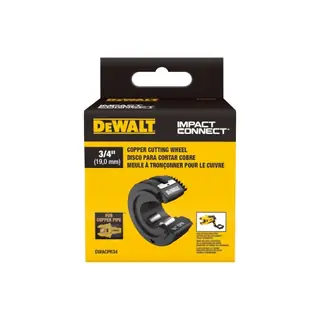 DEWALT
IMPACT
CONNECT
3/4"
(19,0 mm)
COPPER CUTTING WHEEL
DISCO PARA CORTAR COBRE
MEULE À TRONÇONNER POUR LE CUIVRE
FOR
COPPER PIPE
DEWALT
DWACPR34